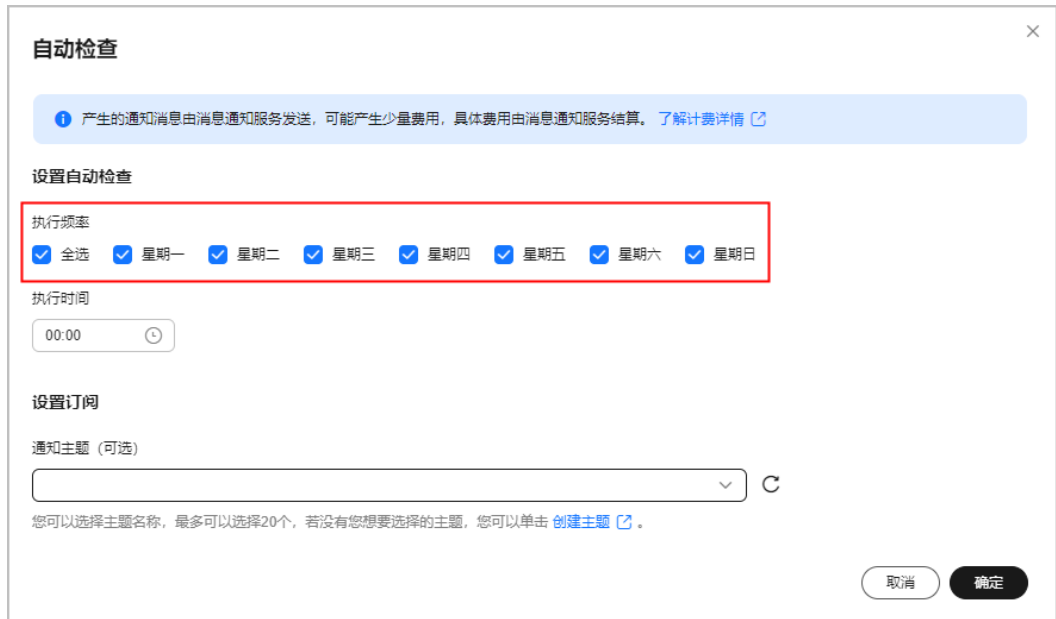 自动检查
产生的通知消息由消息通知服务发送，可能产生少量费用，具体费用由消息通知服务结算。 了解计费详情
设置自动检查
执行频率
全选 星期一 星期二 星期三 星期四 星期五 星期六 星期日
执行时间
00:00
设置订阅
通知主题（可选）
您可以选择主题名称，最多可以选择20个，若没有您想要选择的主题，您可以单击 创建主题 。
取消 确定